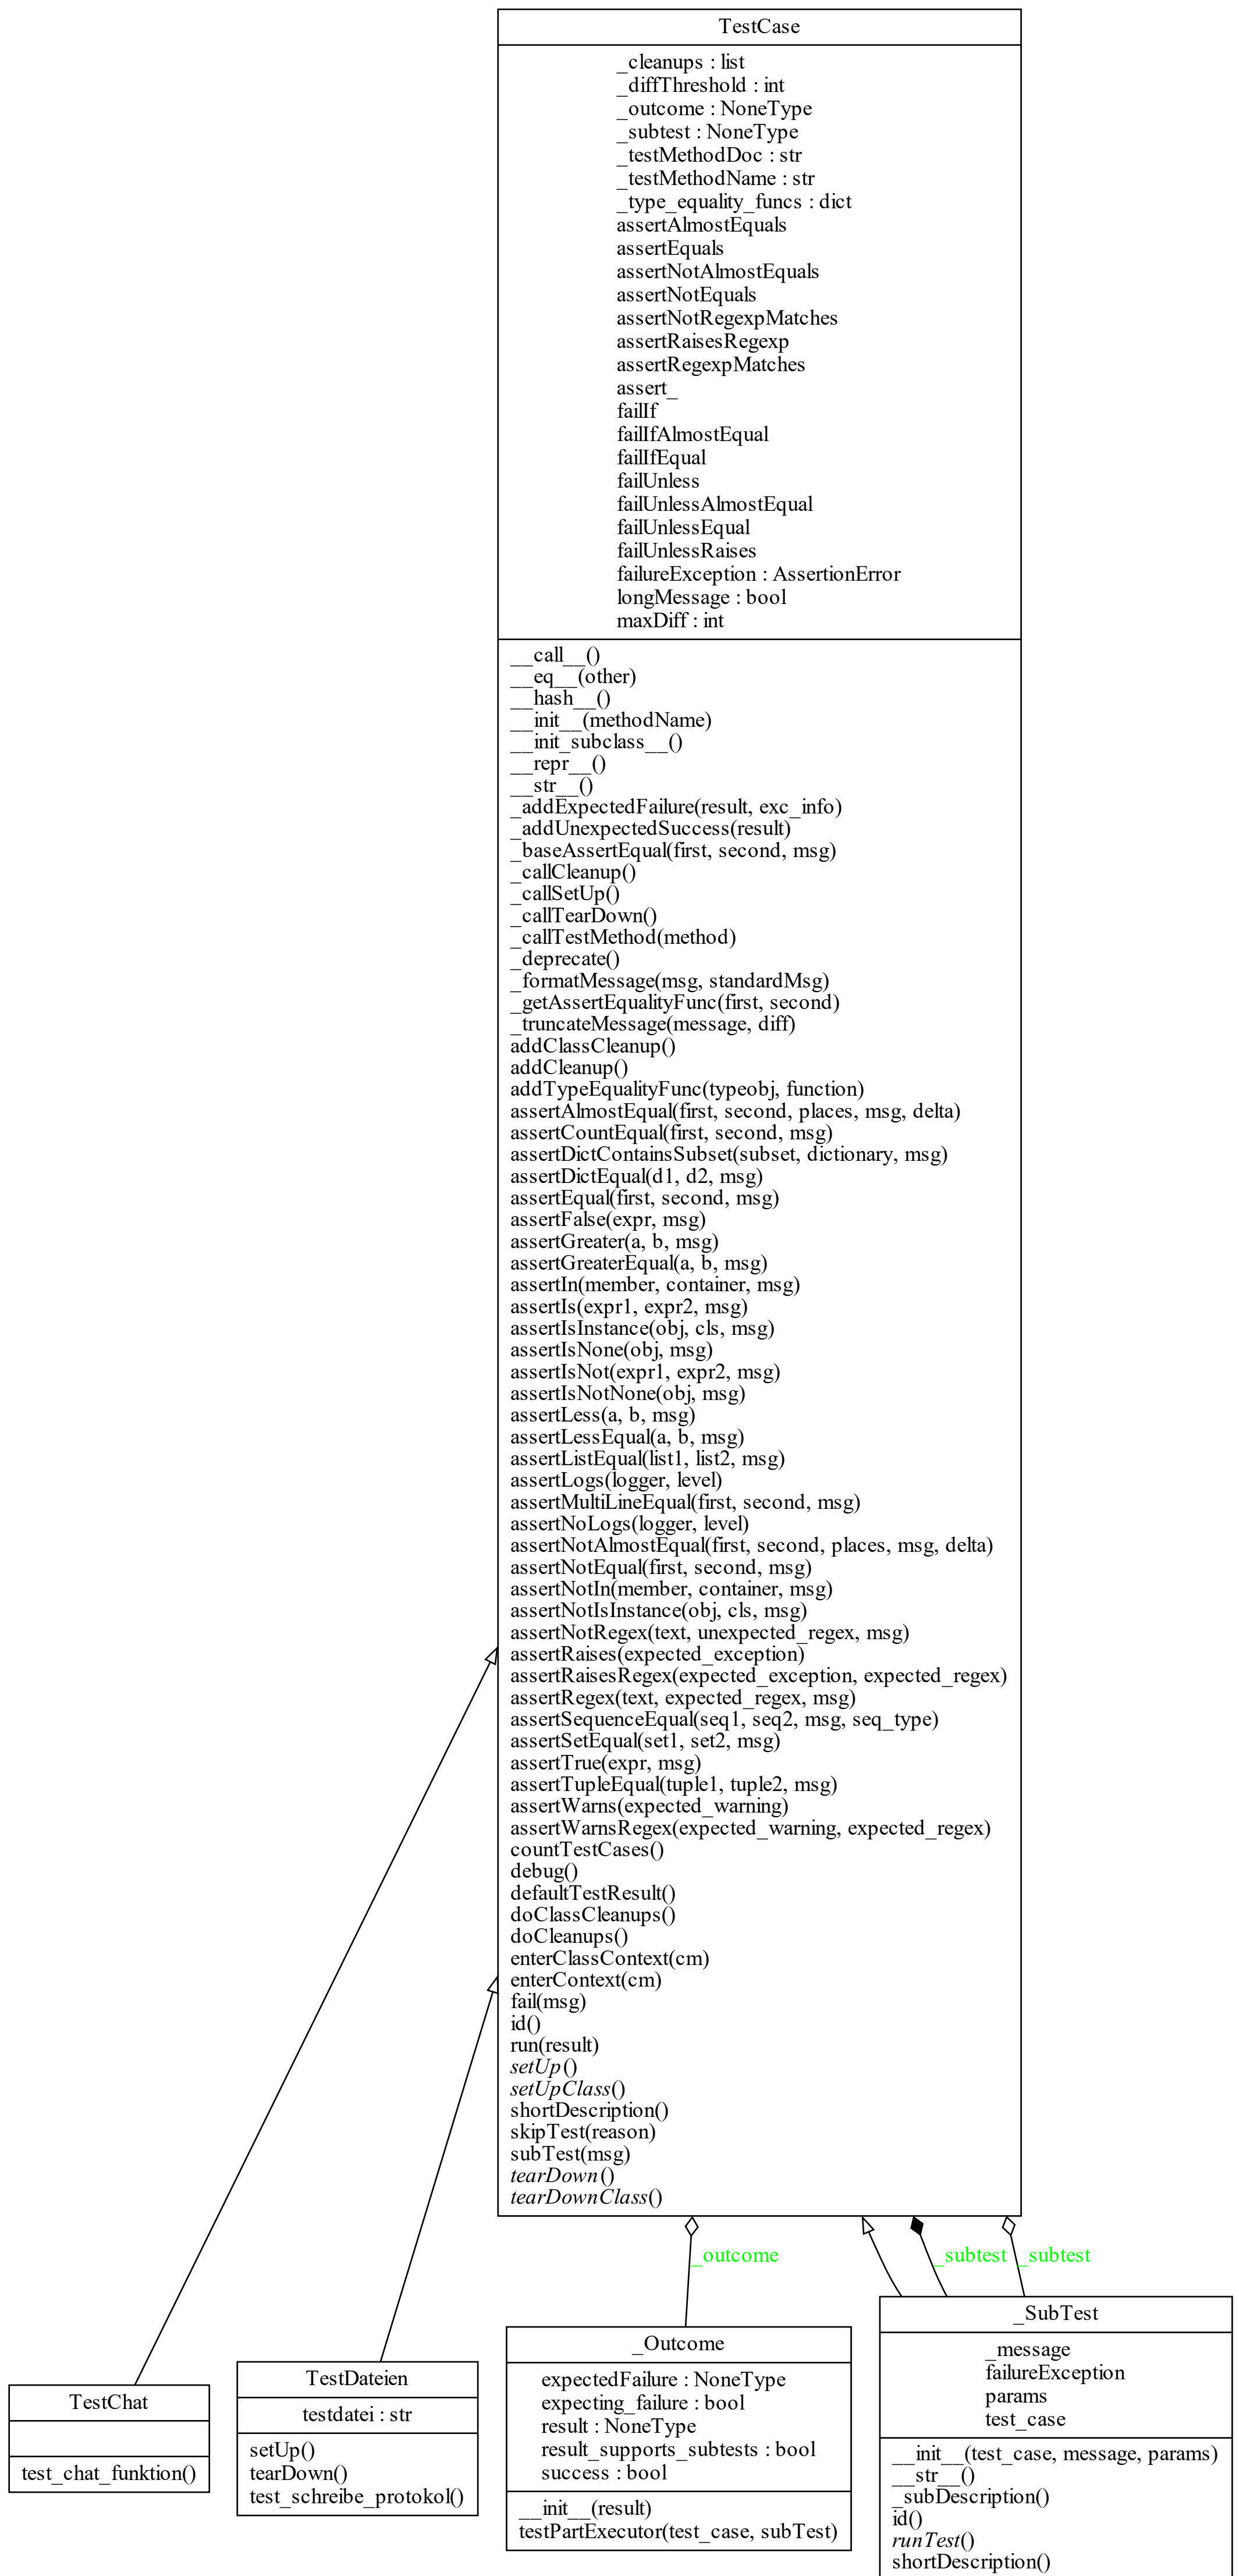 TestCase
_cleanups : list
_diffThreshold : int
_outcome : NoneType
_subtest : NoneType
_testMethodDoc : str
_testMethodName : str
_type_equality_funcs : dict
assertAlmostEquals
assertEquals
assertNotAlmostEquals
assertNotEquals
assertNotRegexpMatches
assertRaisesRegexp
assertRegexpMatches
assert_
failIf
failIfAlmostEqual
failIfEqual
failUnless
failUnlessAlmostEqual
failUnlessEqual
failUnlessRaises
failureException : AssertionError
longMessage : bool
maxDiff : int
__call__()
__eq__(other)
__hash__()
__init__(methodName)
__init_subclass__()
__repr__()
__str__()
_addExpectedFailure(result, exc_info)
_addUnexpectedSuccess(result)
_baseAssertEqual(first, second, msg)
_callCleanup()
_callSetUp()
_callTearDown()
_callTestMethod(method)
_deprecate()
_formatMessage(msg, standardMsg)
_getAssertEqualityFunc(first, second)
_truncateMessage(message, diff)
addClassCleanup()
addCleanup()
addTypeEqualityFunc(typeobj, function)
assertAlmostEqual(first, second, places, msg, delta)
assertCountEqual(first, second, msg)
assertDictContainsSubset(subset, dictionary, msg)
assertDictEqual(d1, d2, msg)
assertEqual(first, second, msg)
assertFalse(expr, msg)
assertGreater(a, b, msg)
assertGreaterEqual(a, b, msg)
assertIn(member, container, msg)
assertIs(expr1, expr2, msg)
assertIsInstance(obj, cls, msg)
assertIsNone(obj, msg)
assertIsNot(expr1, expr2, msg)
assertIsNotNone(obj, msg)
assertLess(a, b, msg)
assertLessEqual(a, b, msg)
assertListEqual(list1, list2, msg)
assertLogs(logger, level)
assertMultiLineEqual(first, second, msg)
assertNoLogs(logger, level)
assertNotAlmostEqual(first, second, places, msg, delta)
assertNotEqual(first, second, msg)
assertNotIn(member, container, msg)
assertNotIsInstance(obj, cls, msg)
assertNotRegex(text, unexpected_regex, msg)
assertRaises(expected_exception)
assertRaisesRegex(expected_exception, expected_regex)
assertRegex(text, expected_regex, msg)
assertSequenceEqual(seq1, seq2, msg, seq_type)
assertSetEqual(set1, set2, msg)
assertTrue(expr, msg)
assertTupleEqual(tuple1, tuple2, msg)
assertWarns(expected_warning)
assertWarnsRegex(expected_warning, expected_regex)
countTestCases()
debug()
defaultTestResult()
doClassCleanups()
doCleanups()
enterClassContext(cm)
enterContext(cm)
fail(msg)
id()
run(result)
setUp()
setUpClass()
shortDescription()
skipTest(reason)
subTest(msg)
tearDown()
tearDownClass()
_outcome
_subtest
_subtest
TestChat
test_chat_funktion()
TestDateien
testdatei : str
setUp()
tearDown()
test_schreibe_protokol()
_Outcome
expectedFailure : NoneType
expecting_failure : bool
result : NoneType
result_supports_subtests : bool
success : bool
__init__(result)
testPartExecutor(test_case, subTest)
_SubTest
_message
failureException
params
test_case
__init__(test_case, message, params)
__str__()
_subDescription()
id()
runTest()
shortDescription()